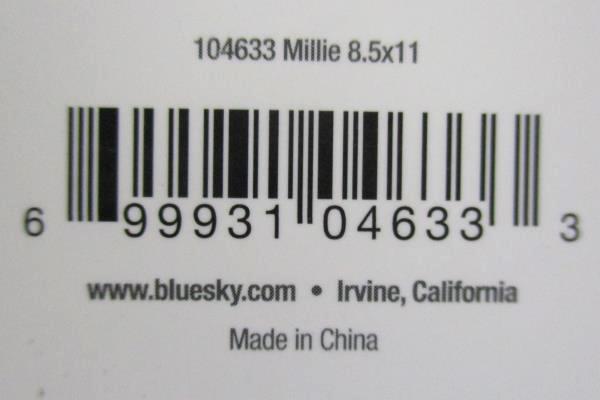 104633 Millie 8.5x11
6 99931 04633 3
www.bluesky.com • Irvine, California
Made in China